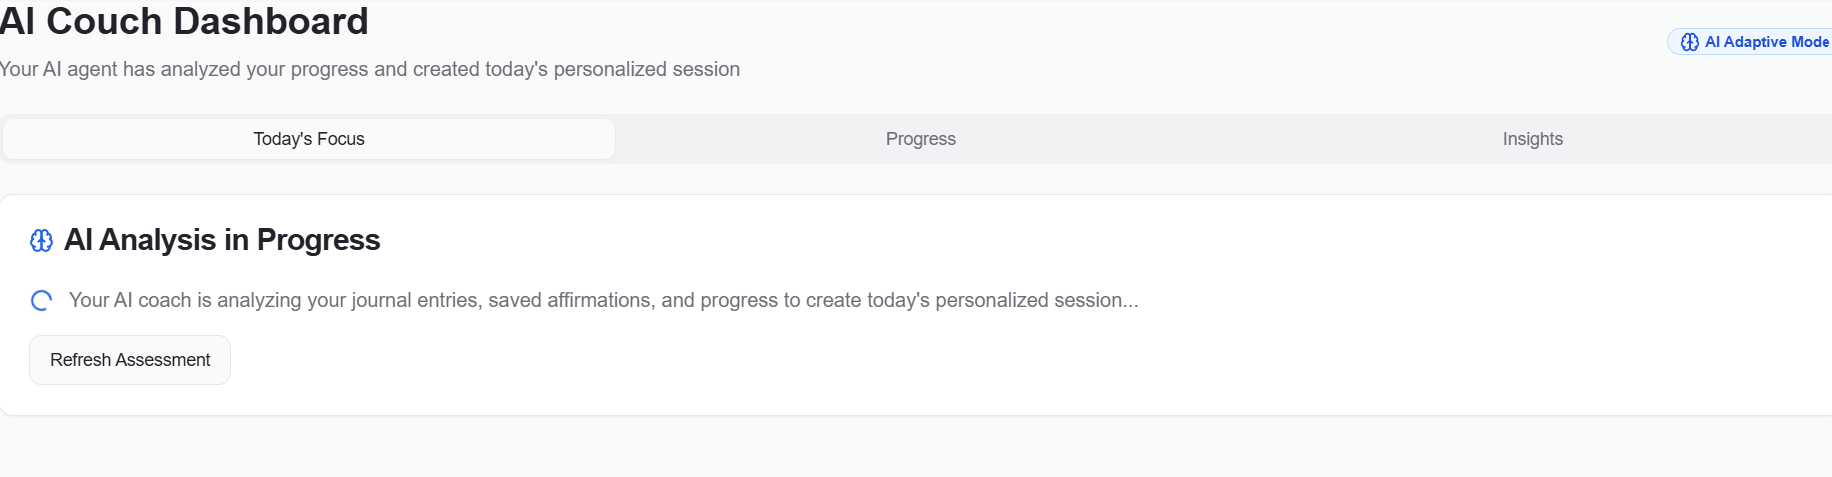 AI Couch Dashboard
AI Adaptive Mode
Your AI agent has analyzed your progress and created today's personalized session
Today's Focus
Progress
Insights
AI Analysis in Progress
Your AI coach is analyzing your journal entries, saved affirmations, and progress to create today's personalized session...
Refresh Assessment